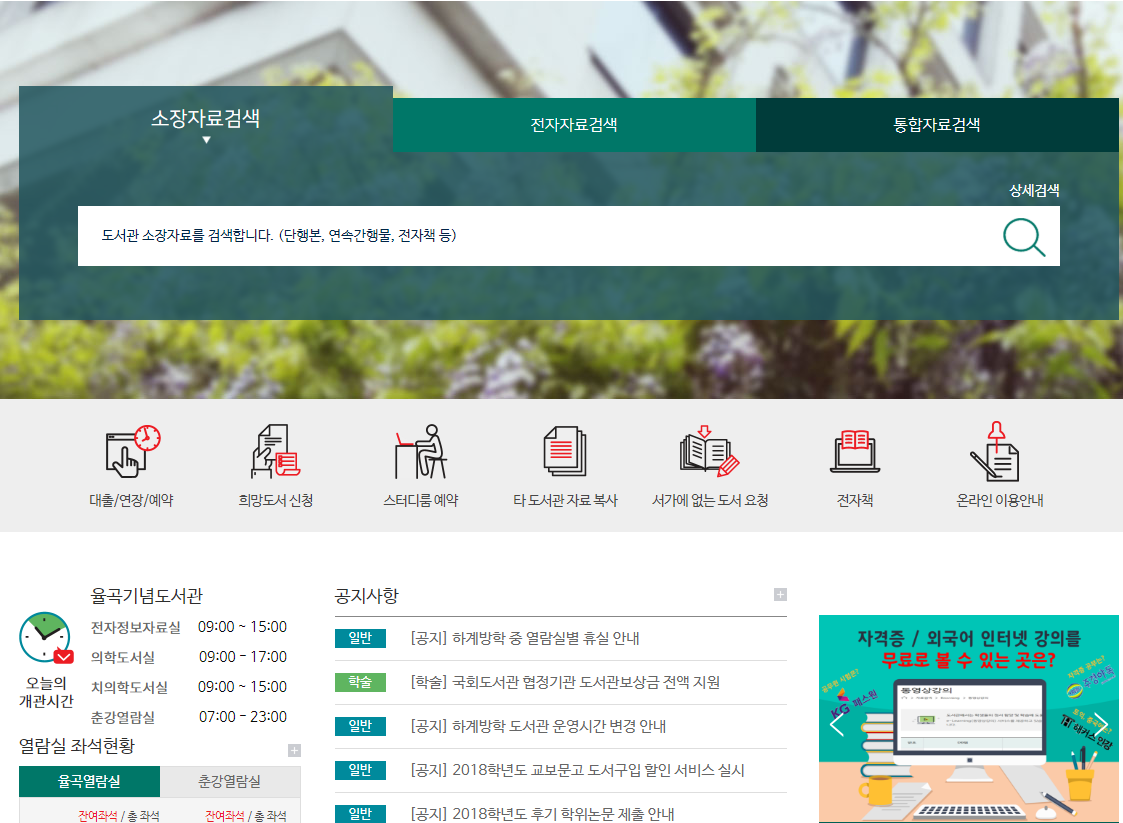 소장자료검색
전자자료검색
통합자료검색
상세검색
도서관 소장자료를 검색합니다. (단행본, 연속간행물, 전자책 등)
대출/연장/예약
희망도서 신청
스터디룸 예약
타 도서관 자료 복사
서가에 없는 도서 요청
전자책
온라인 이용안내
오늘의
개관시간
율곡기념도서관
전자정보자료실 09:00 ~ 15:00
의학도서실 09:00 ~ 17:00
치의학도서실 09:00 ~ 15:00
춘강열람실 07:00 ~ 23:00
열람실 좌석현황
율곡열람실 춘강열람실
잔여좌석 / 총 좌석 잔여좌석 / 총 좌석
공지사항
일반 [공지] 하계방학 중 열람실별 휴실 안내
학술 [학술] 국회도서관 협정기관 도서관보상금 전액 지원
일반 [공지] 하계방학 도서관 운영시간 변경 안내
일반 [공지] 2018학년도 교보문고 도서구입 할인 서비스 실시
일반 [공지] 2018학년도 후기 학위논문 제출 안내
자격증 / 외국어 인터넷 강의를
무료로 볼 수 있는 곳은?
KG 패스원
동영상강의
해커스 인강